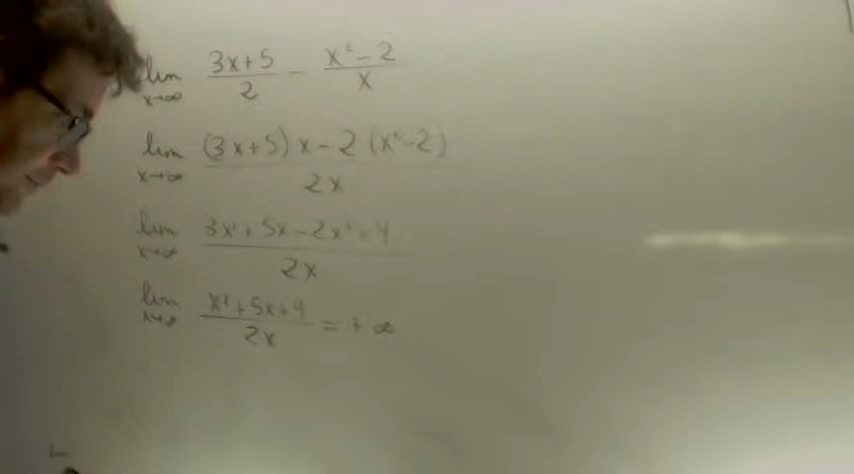 lim x→∞ (3x+5)/2 - (x²-2)/x
lim x→∞ ((3x+5)x-2(x²-2))/(2x)
lim x→∞ (3x²+5x-2x²+4)/(2x)
lim x→∞ (x²+5x+4)/(2x) = +∞